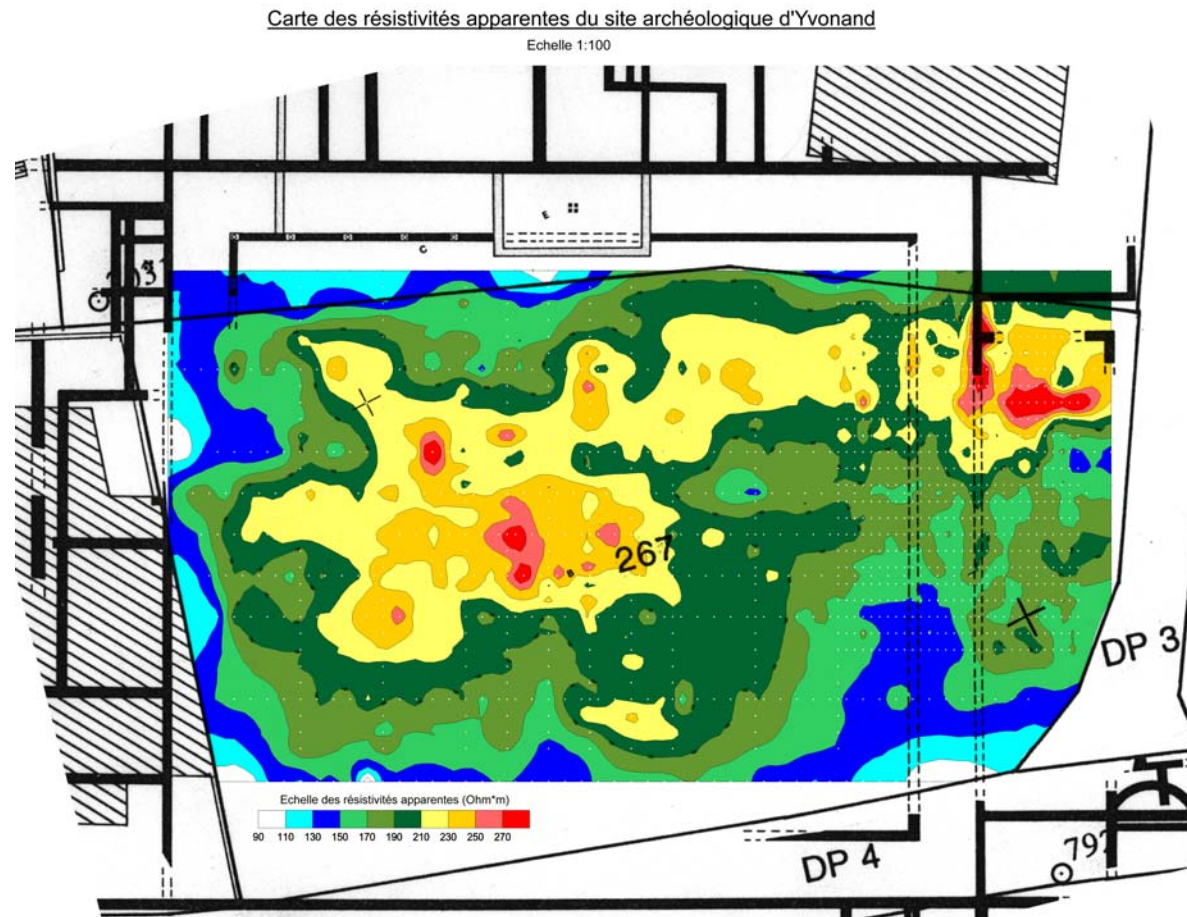 Carte des résistivités apparentes du site archéologique d'Yvonand
Echelle 1:100
E
C
267
DP 3
Echelle des résistivités apparentes (Ohm*m)
90 110 130 150 170 190 210 230 250 270
DP 4